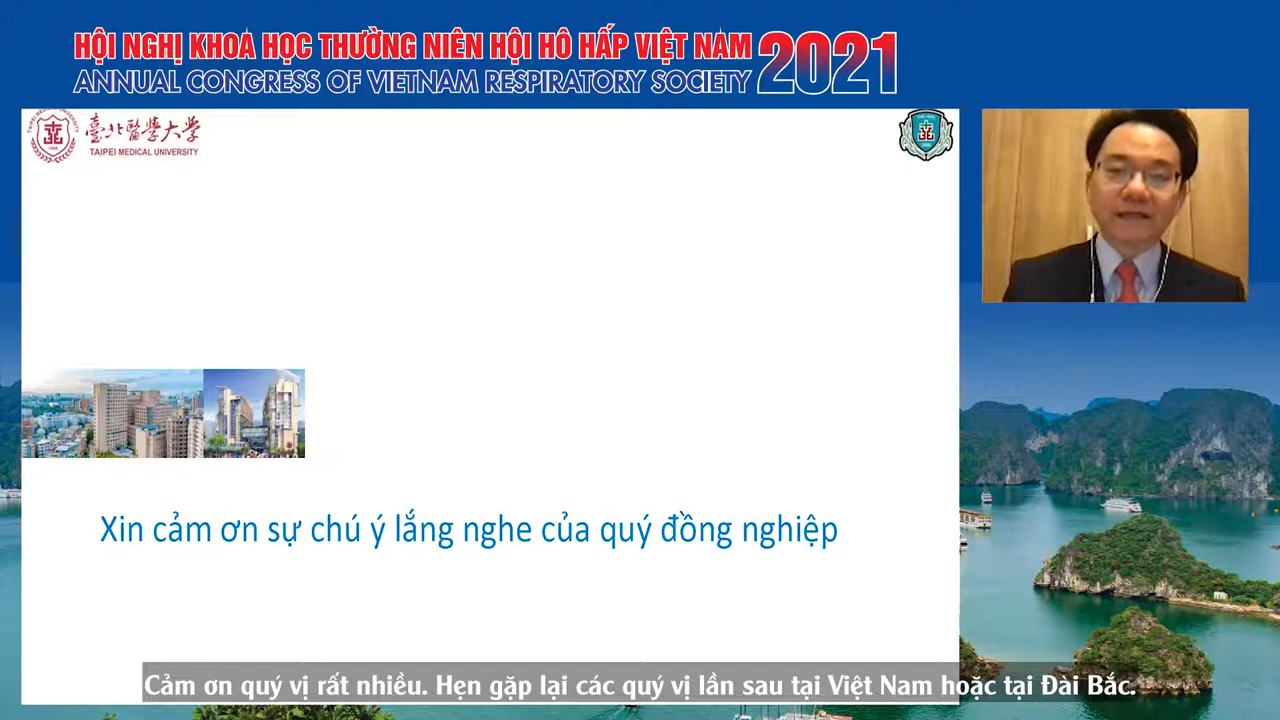 HỘI NGHỊ KHOA HỌC THƯỜNG NIÊN HỘI HÔ HẤP VIỆT NAM
ANNUAL CONGRESS OF VIETNAM RESPIRATORY SOCIETY
2021
臺北醫學大學
TAIPEI MEDICAL UNIVERSITY
Xin cảm ơn sự chú ý lắng nghe của quý đồng nghiệp
Cảm ơn quý vị rất nhiều. Hẹn gặp lại các quý vị lần sau tại Việt Nam hoặc tại Đài Bắc.